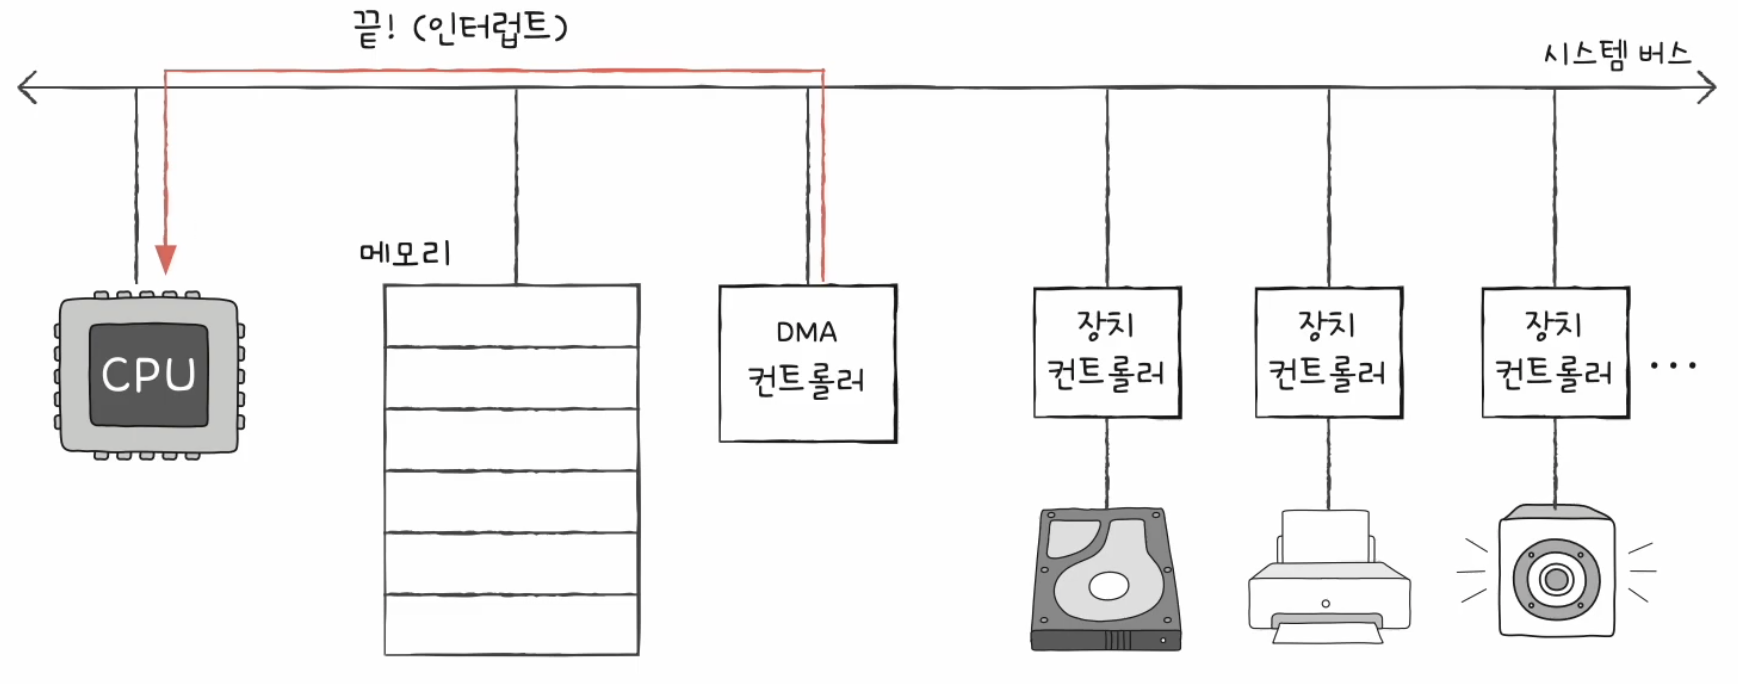 끝! (인터럽트)
시스템 버스
메모리
CPU
DMA
컨트롤러
장치
컨트롤러
장치
컨트롤러
장치
컨트롤러
...